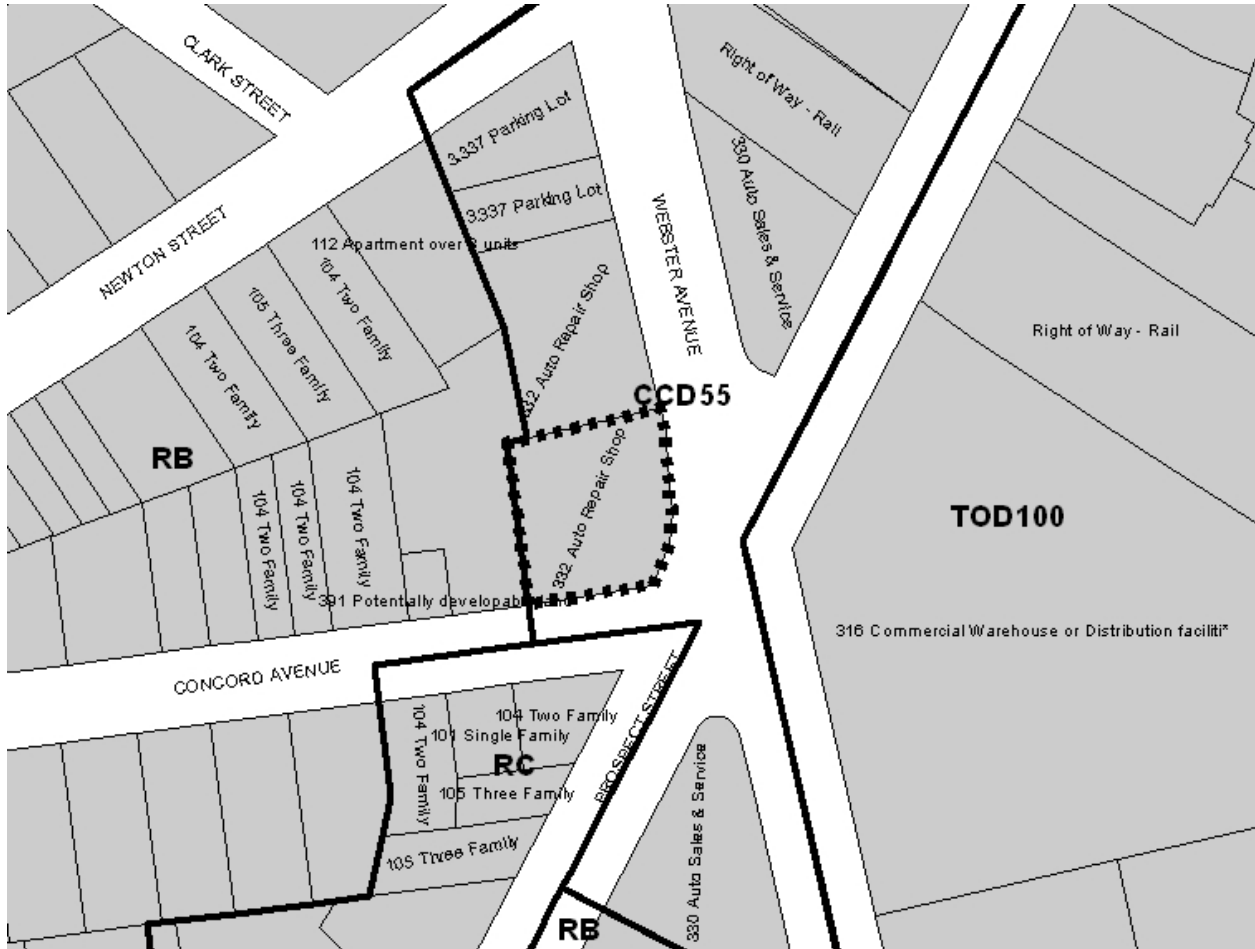 CLARK STREET
Right of Way - Rail
3.337 Parking Lot
330 Auto Sales & Service
3.337 Parking Lot
WEBSTER AVENUE
NEWTON STREET
112 Apartment over 8 units
104 Two Family
105 Three Family
104 Two Family
332 Auto Repair Shop
Right of Way - Rail
CCD55
RB
332 Auto Repair Shop
104 Two Family
104 Two Family
104 Two Family
TOD100
391 Potentially
316 Commercial Warehouse or Distribution faciliti*
CONCORD AVENUE
PROSPECT STREET
104 Two Family
104 Two Family
101 Single Family
RC
105 Three Family
105 Three Family
330 Auto Sales & Service
RB